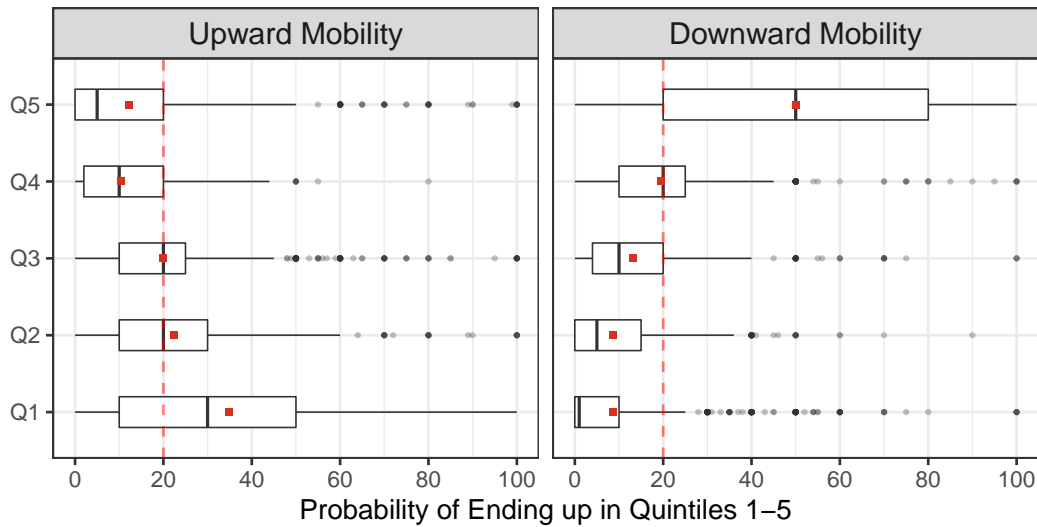 Upward Mobility
Downward Mobility
Q5
Q4
Q3
Q2
Q1
0 20 40 60 80 100
0 20 40 60 80 100
Probability of Ending up in Quintiles 1–5